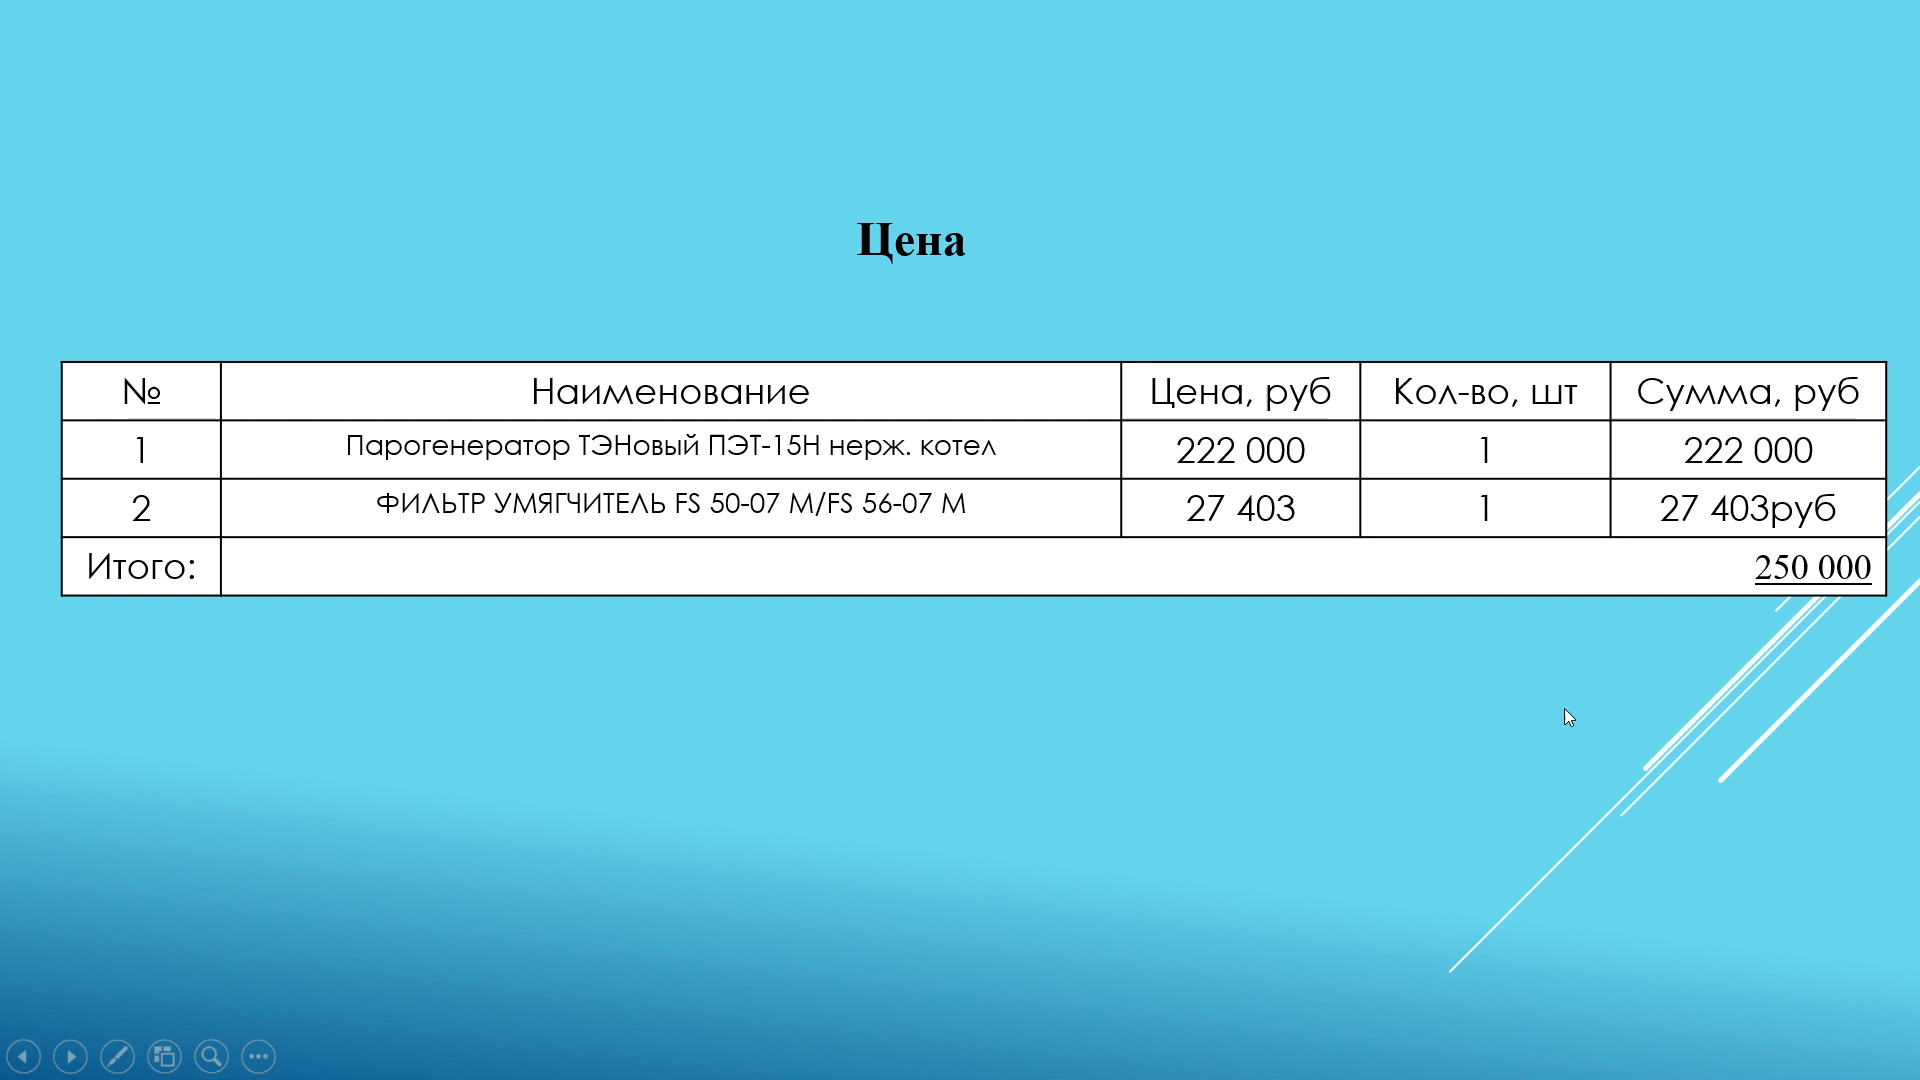 Цена
№ Наименование Цена, руб Кол-во, шт Сумма, руб
1 Парогенератор ТЭНовый ПЭТ-15Н нерж. котел 222 000 1 222 000
2 ФИЛЬТР УМЯГЧИТЕЛЬ FS 50-07 М/FS 56-07 М 27 403 1 27 403руб
Итого: 250 000